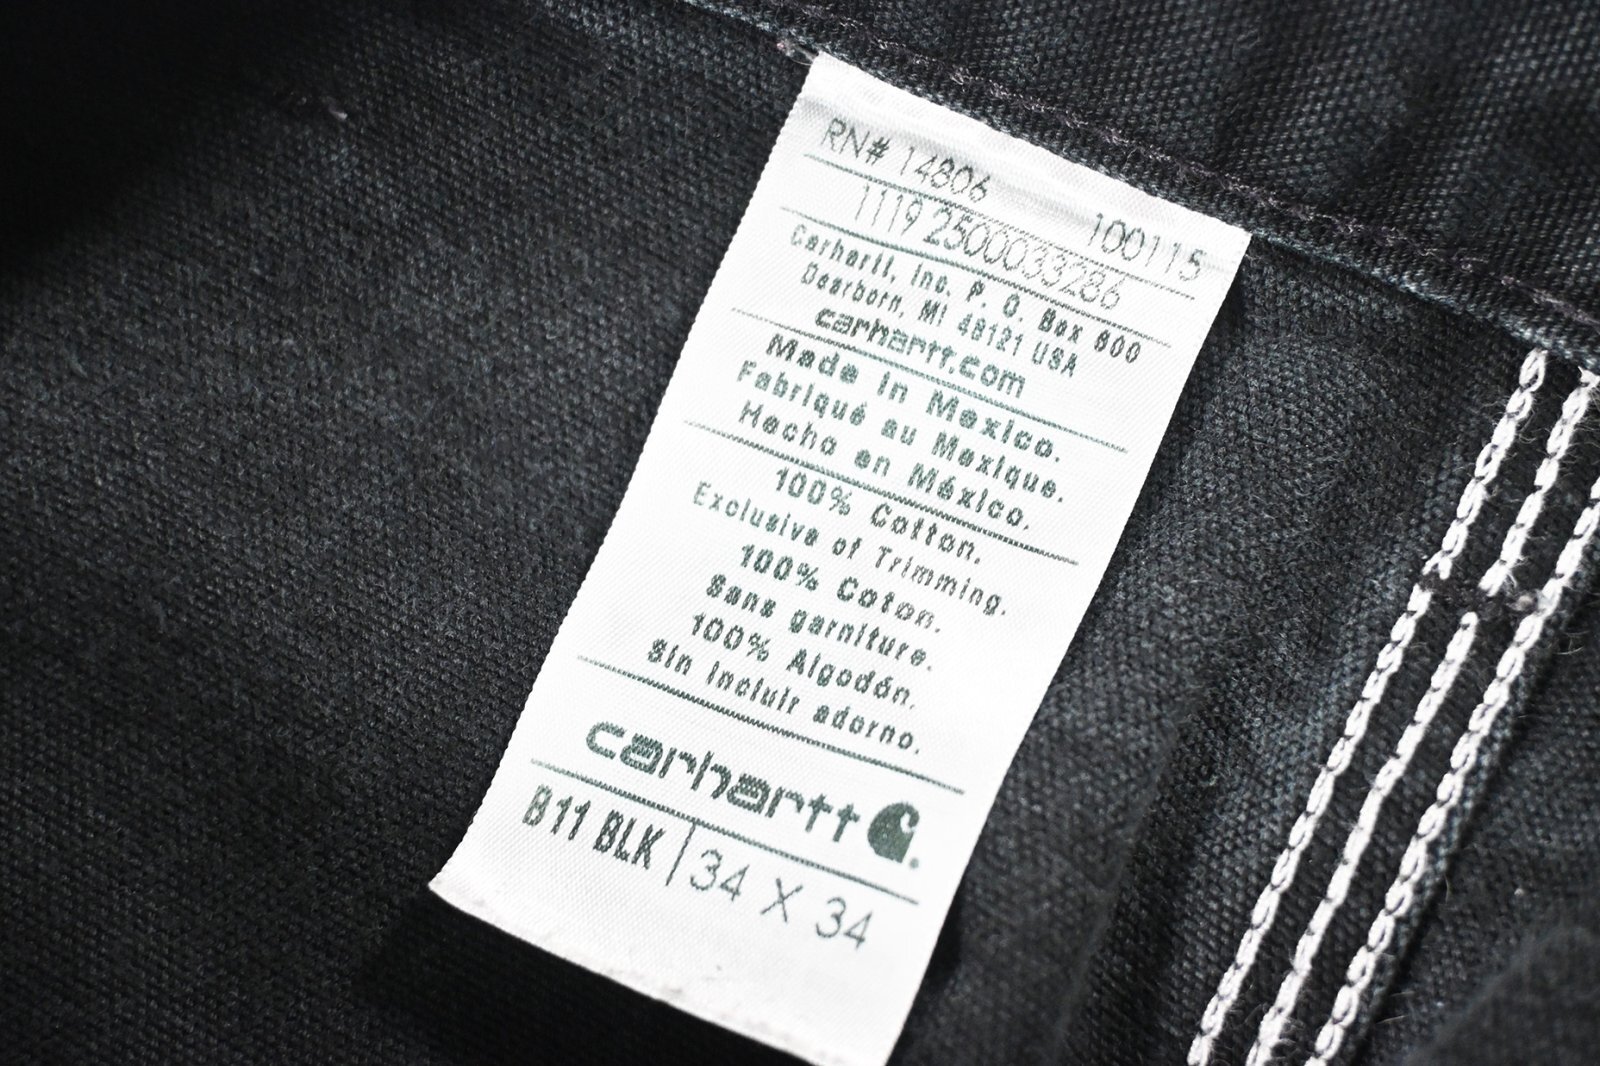 RN# 14806 100115
1119 2500033286
Carhartt, Inc. P. O. Box 600
Dearborn, MI 48121 USA
carhartt.com
Made in Mexico.
Fabriqué au Mexique.
Hecho en México.
100% Cotton.
Exclusive of Trimming.
100% Coton.
Sans garniture.
100% Algodón.
Sin incluir adorno.
carhartt
B11 BLK | 34 X 34